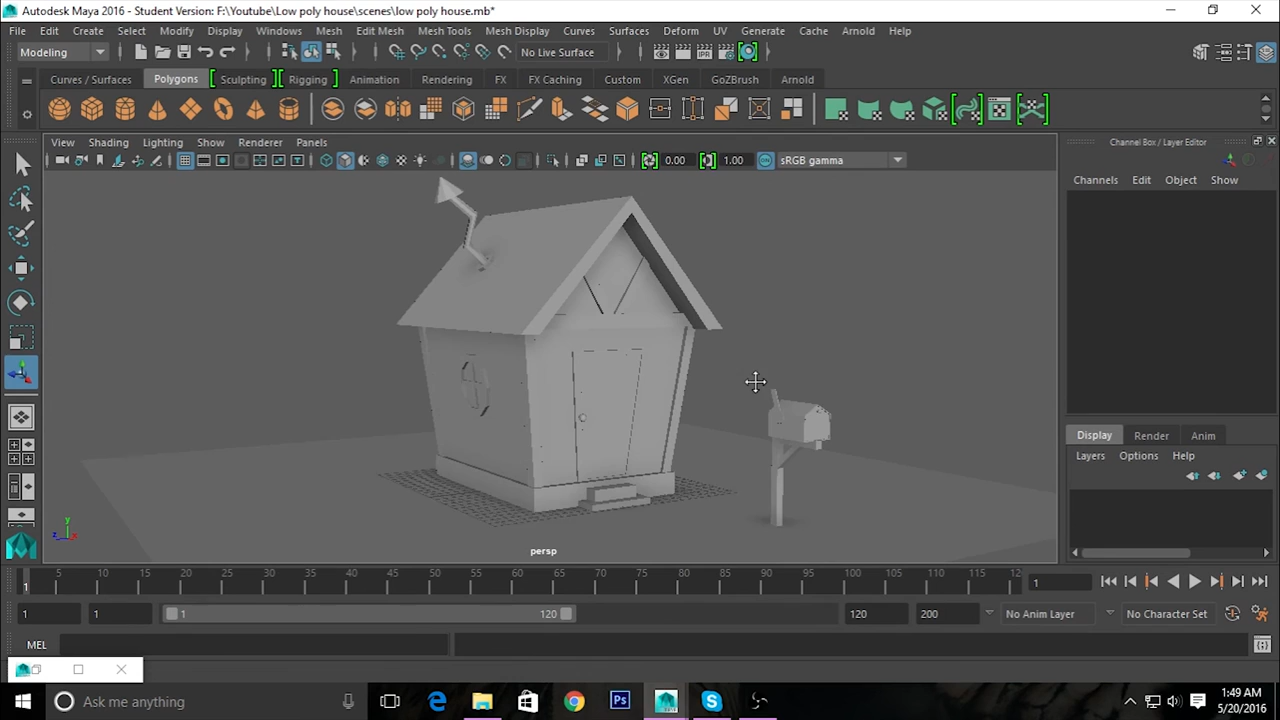 Autodesk Maya 2016 - Student Version: F:\Youtube\Low poly house\scenes\low poly house.mb*
File Edit Create Select Modify Display Windows Mesh Edit Mesh Mesh Tools Mesh Display Curves Surfaces Deform UV Generate Cache Arnold Help
Modeling No Live Surface
Curves / Surfaces Polygons Sculpting Rigging Animation Rendering FX FX Caching Custom XGen GoZBrush Arnold
View Shading Lighting Show Renderer Panels
Channel Box / Layer Editor
0.00 1.00 sRGB gamma
Channels Edit Object Show
Display Render Anim
Layers Options Help
persp
y
z x
1 5 10 15 20 25 30 35 40 45 50 55 60 65 70 75 80 85 90 95 100 105 110 115 12 1
1 1 1 120 120 200 No Anim Layer No Character Set
MEL
Ask me anything
1:49 AM
5/20/2016